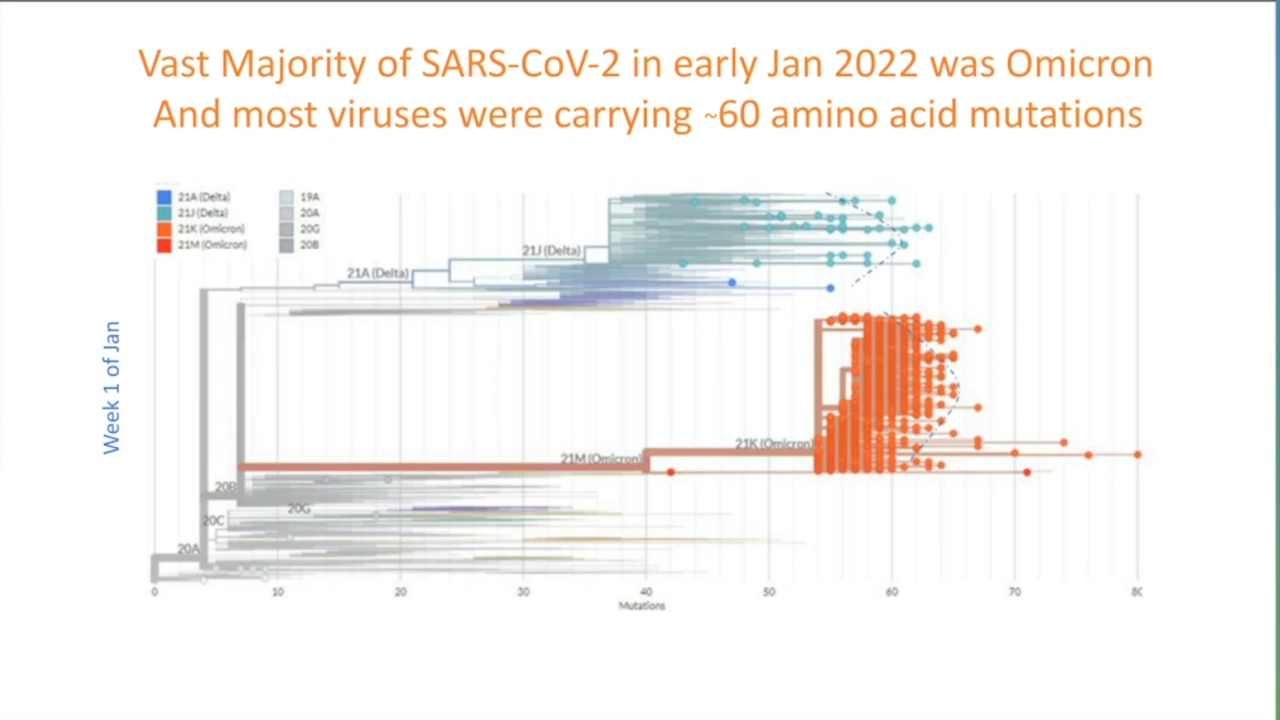 Vast Majority of SARS-CoV-2 in early Jan 2022 was Omicron
And most viruses were carrying ~60 amino acid mutations
Week 1 of Jan
21A (Delta)
21J (Delta)
21K (Omicron)
21M (Omicron)
19A
20A
20G
20B
21J (Delta)
21A (Delta)
21K (Omicron)
21M (Omicron)
20B
20G
20C
20A
0 10 20 30 40 50 60 70
Mutations